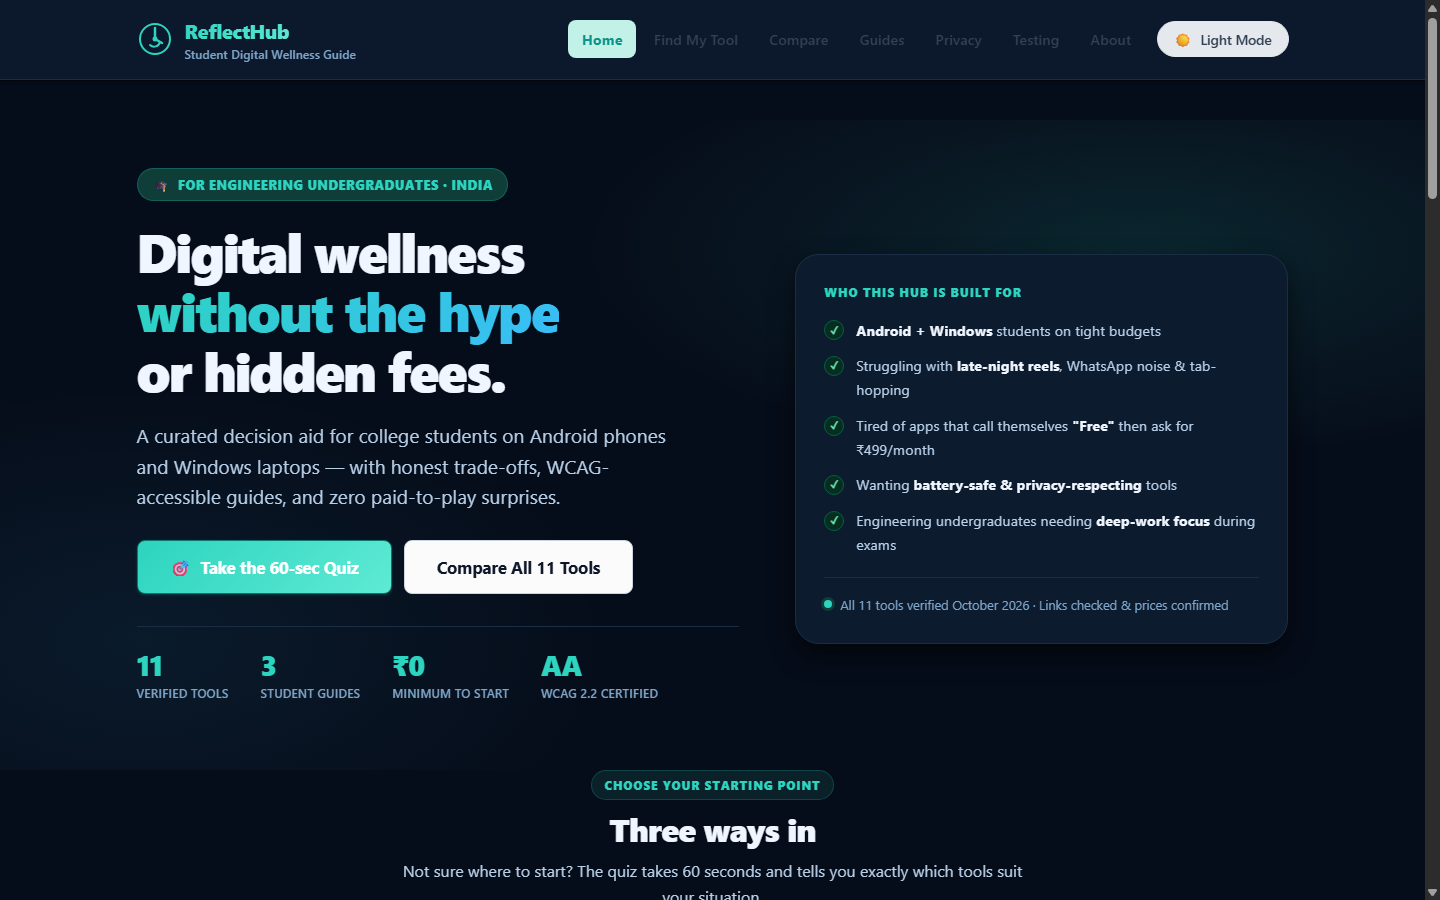 ReflectHub
Student Digital Wellness Guide
Home
Find My Tool
Compare
Guides
Privacy
Testing
About
Light Mode
FOR ENGINEERING UNDERGRADUATES · INDIA
Digital wellness
without the hype
or hidden fees.
A curated decision aid for college students on Android phones
and Windows laptops — with honest trade-offs, WCAG-
accessible guides, and zero paid-to-play surprises.
Take the 60-sec Quiz
Compare All 11 Tools
11
VERIFIED TOOLS
3
STUDENT GUIDES
₹0
MINIMUM TO START
AA
WCAG 2.2 CERTIFIED
WHO THIS HUB IS BUILT FOR
Android + Windows students on tight budgets
Struggling with late-night reels, WhatsApp noise & tab-
hopping
Tired of apps that call themselves "Free" then ask for
₹499/month
Wanting battery-safe & privacy-respecting tools
Engineering undergraduates needing deep-work focus during
exams
All 11 tools verified October 2026 · Links checked & prices confirmed
CHOOSE YOUR STARTING POINT
Three ways in
Not sure where to start? The quiz takes 60 seconds and tells you exactly which tools suit
your situation